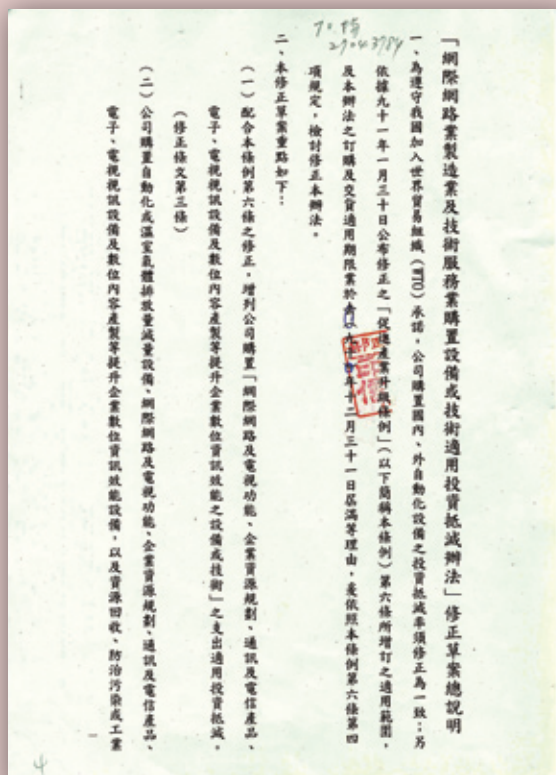 「網際網路業製造業及技術服務業購置設備或技術適用投資抵減辦法」修正草案總說明
一、為遵守我國加入世界貿易組織(WTO)承諾,公司購置國內、外自動化設備之投資抵減率須修正為一致;另
依據九十一年一月三十日公布修正之「促進產業升級條例」(以下簡稱本條例)第六條所增訂之適用範圍,
及本辦法之訂購及交貨適用期限業於 年十二月三十一日屆滿等理由,爰依照本條例第六條第四
項規定,檢討修正本辦法。
二、本修正草案重點如下:
(一)配合本條例第六條之修正,增列公司購置「網際網路及電視功能、企業資源規劃、通訊及電信產品、
電子、電視視訊設備及數位內容產製等提升企業數位資訊效能之設備或技術」之支出適用投資抵減。
(修正條文第三條)
(二)公司購置自動化或溫室氣體排放量減量設備、網際網路及電視功能、企業資源規劃、通訊及電信產品、
電子、電視視訊設備及數位內容產製等提升企業數位資訊效能設備,以及資源回收、防治污染或工業
27043784
4